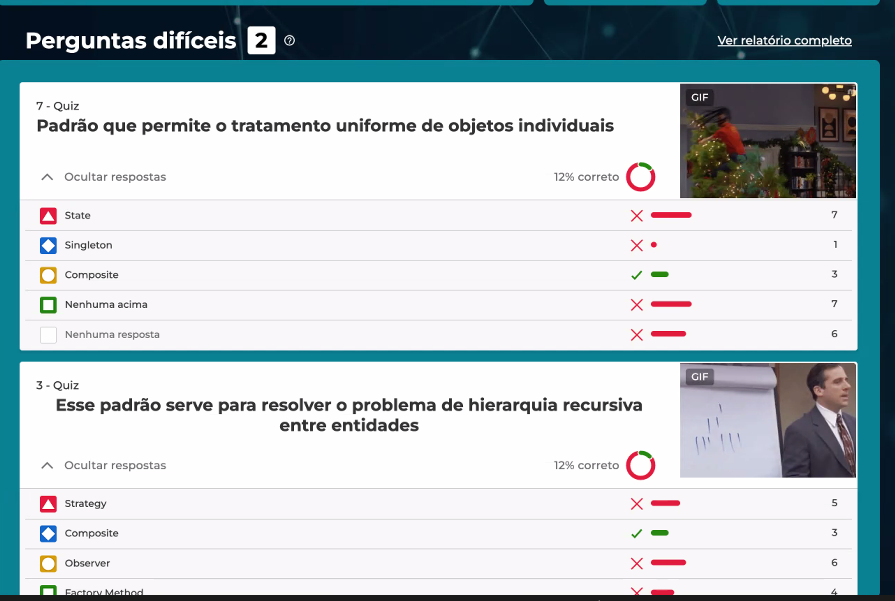 Perguntas difíceis 2
Ver relatório completo
7 - Quiz
Padrão que permite o tratamento uniforme de objetos individuais
GIF
Ocultar respostas
12% correto
State 7
Singleton 1
Composite 3
Nenhuma acima 7
Nenhuma resposta 6
3 - Quiz
Esse padrão serve para resolver o problema de hierarquia recursiva
entre entidades
GIF
Ocultar respostas
12% correto
Strategy 5
Composite 3
Observer 6
Factory Method 4